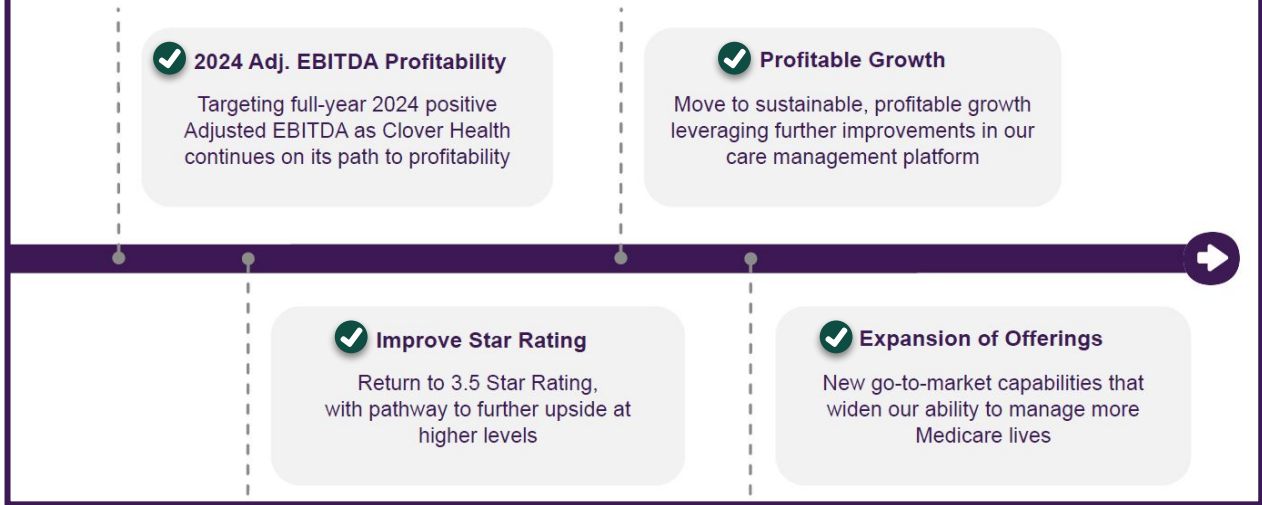 2024 Adj. EBITDA Profitability
Targeting full-year 2024 positive
Adjusted EBITDA as Clover Health
continues on its path to profitability
Profitable Growth
Move to sustainable, profitable growth
leveraging further improvements in our
care management platform
Improve Star Rating
Return to 3.5 Star Rating,
with pathway to further upside at
higher levels
Expansion of Offerings
New go-to-market capabilities that
widen our ability to manage more
Medicare lives